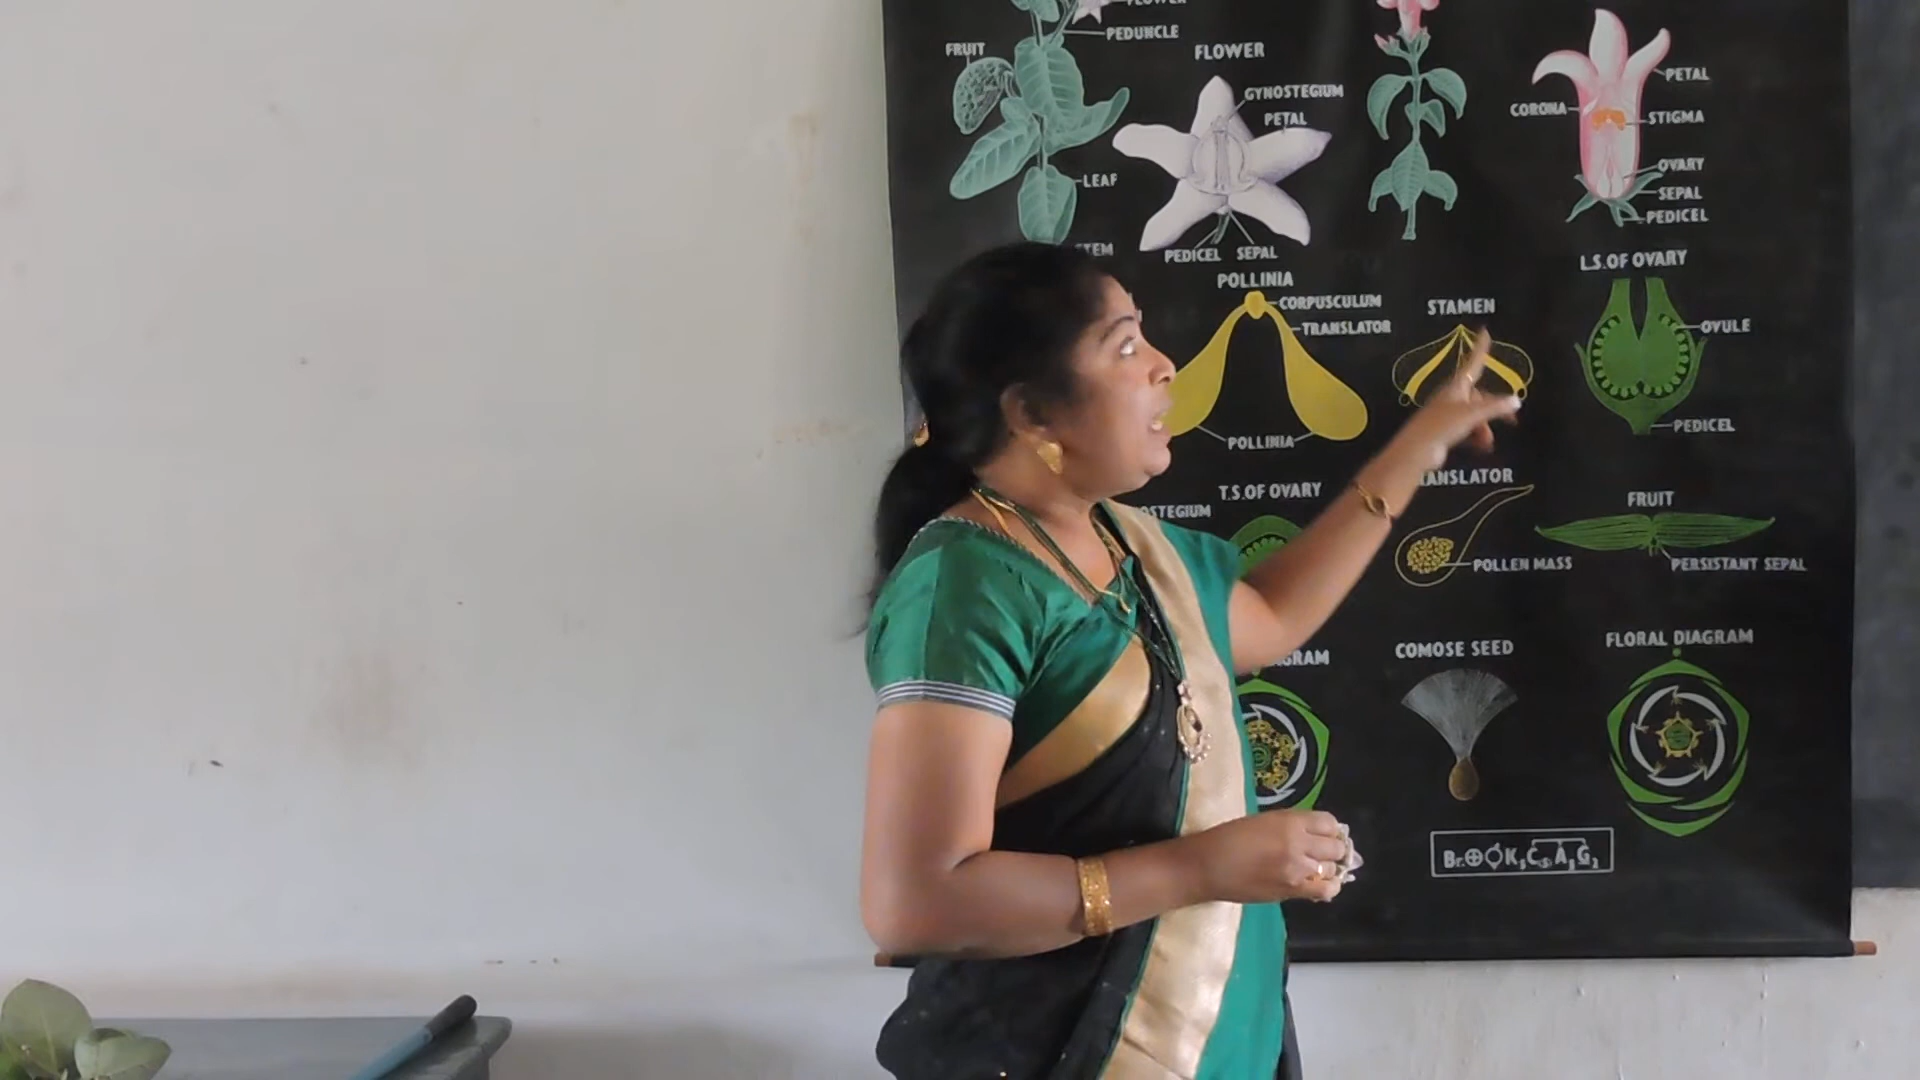 FLOWER
PEDUNCLE
FRUIT
LEAF
FLOWER
GYNOSTEGIUM
PETAL
PEDICEL SEPAL
PETAL
CORONA
STIGMA
OVARY
SEPAL
PEDICEL
POLLINIA
CORPUSCULUM
TRANSLATOR
POLLINIA
STAMEN
L.S.OF OVARY
OVULE
PEDICEL
T.S.OF OVARY
POLLEN MASS
FRUIT
PERSISTANT SEPAL
COMOSE SEED
FLORAL DIAGRAM